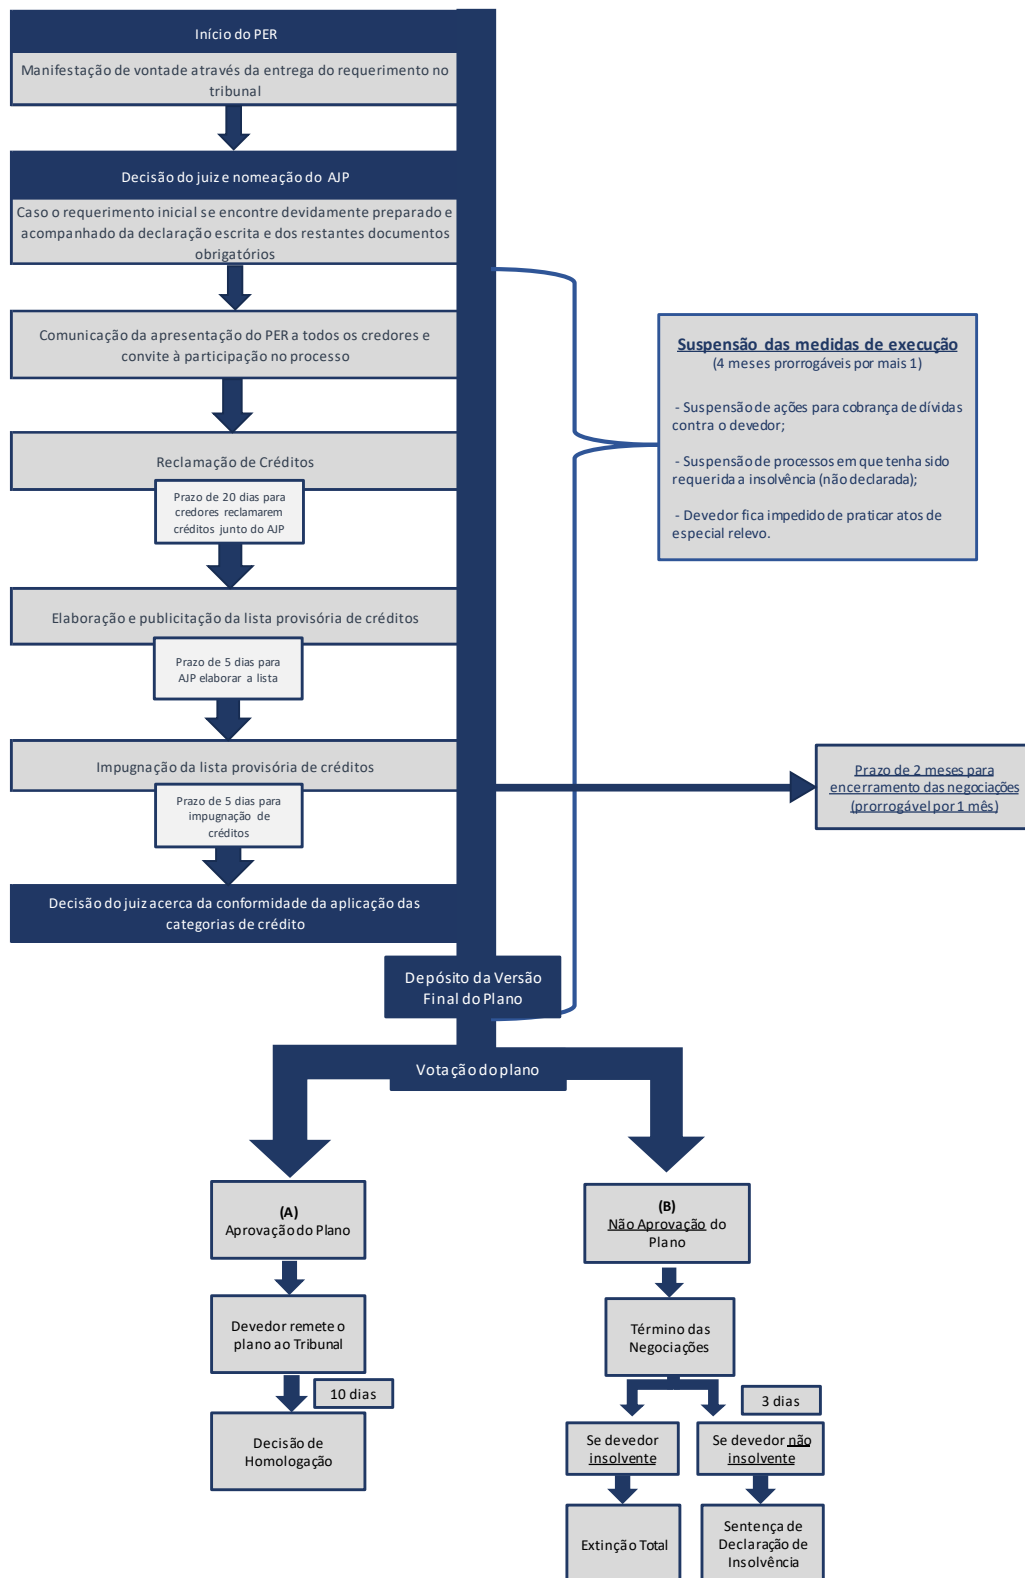 Início do PER
Manifestação de vontade através da entrega do requerimento no
tribunal
Decisão do juiz e nomeação do AJP
Caso o requerimento inicial se encontre devidamente preparado e
acompanhado da declaração escrita e dos restantes documentos
obrigatórios
Comunicação da apresentação do PER a todos os credores e
convite à participação no processo
Reclamação de Créditos
Prazo de 20 dias para
credores reclamarem
créditos junto do AJP
Elaboração e publicitação da lista provisória de créditos
Prazo de 5 dias para
AJP elaborar a lista
Impugnação da lista provisória de créditos
Prazo de 5 dias para
impugnação de
créditos
Decisão do juiz acerca da conformidade da aplicação das
categorias de crédito
Suspensão das medidas de execução
(4 meses prorrogáveis por mais 1)
- Suspensão de ações para cobrança de dívidas
contra o devedor;
- Suspensão de processos em que tenha sido
requerida a insolvência (não declarada);
- Devedor fica impedido de praticar atos de
especial relevo.
Prazo de 2 meses para
encerramento das negociações
(prorrogável por 1 mês)
Depósito da Versão
Final do Plano
Votação do plano
(A)
Aprovação do Plano
Devedor remete o
plano ao Tribunal
10 dias
Decisão de
Homologação
(B)
Não Aprovação do
Plano
Término das
Negociações
3 dias
Se devedor
insolvente
Se devedor não
insolvente
Extinção Total
Sentença de
Declaração de
Insolvência